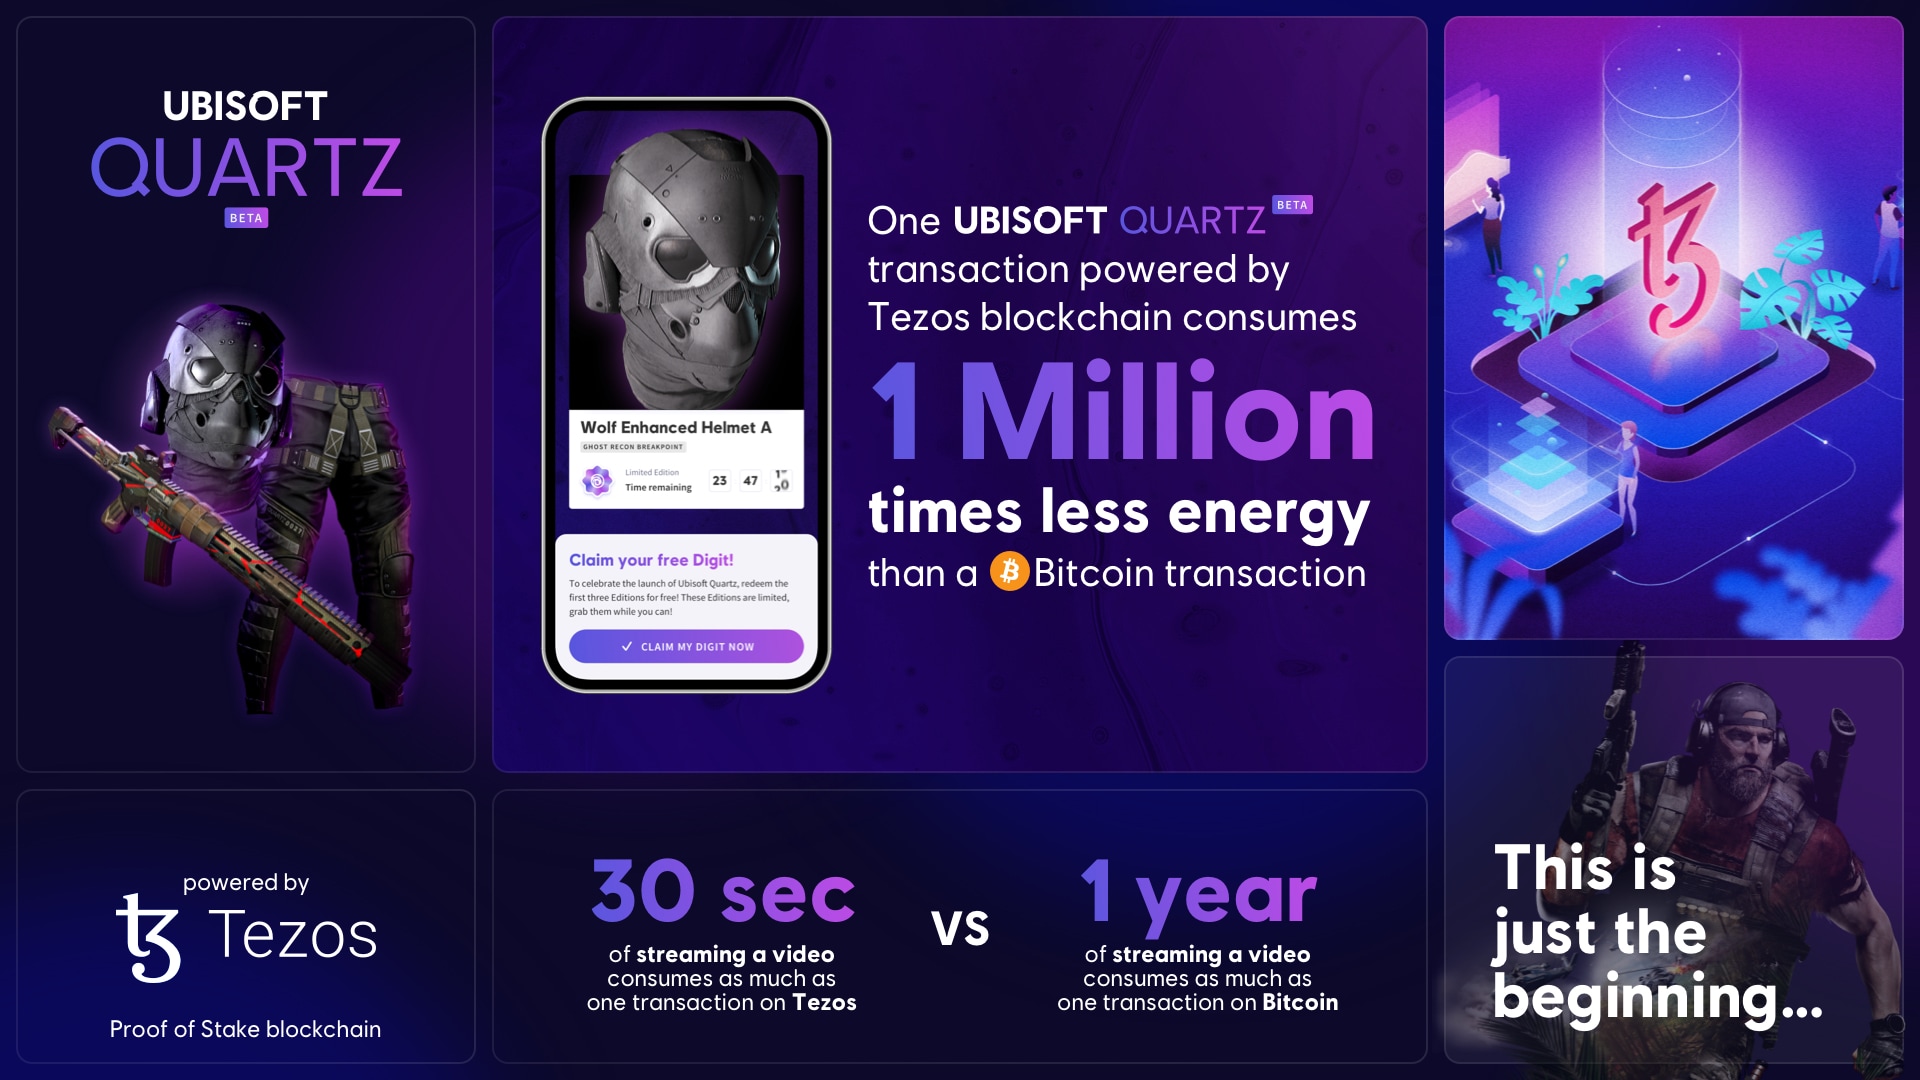 UBISOFT
QUARTZ
BETA
Wolf Enhanced Helmet A
GHOST RECON BREAKPOINT
Limited Edition
Time remaining
23 47
Claim your free Digit!
To celebrate the launch of Ubisoft Quartz, redeem the
first three Editions for free! These Editions are limited,
grab them while you can!
CLAIM MY DIGIT NOW
One UBISOFT QUARTZ BETA
transaction powered by
Tezos blockchain consumes
1 Million
times less energy
than a Bitcoin transaction
powered by
Tezos
Proof of Stake blockchain
30 sec
of streaming a video
consumes as much as
one transaction on Tezos
VS
1 year
of streaming a video
consumes as much as
one transaction on Bitcoin
This is
just the
beginning...